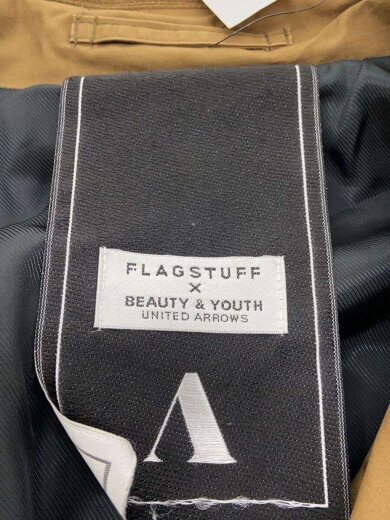 FLAGSTUFF
×
BEAUTY & YOUTH
UNITED ARROWS